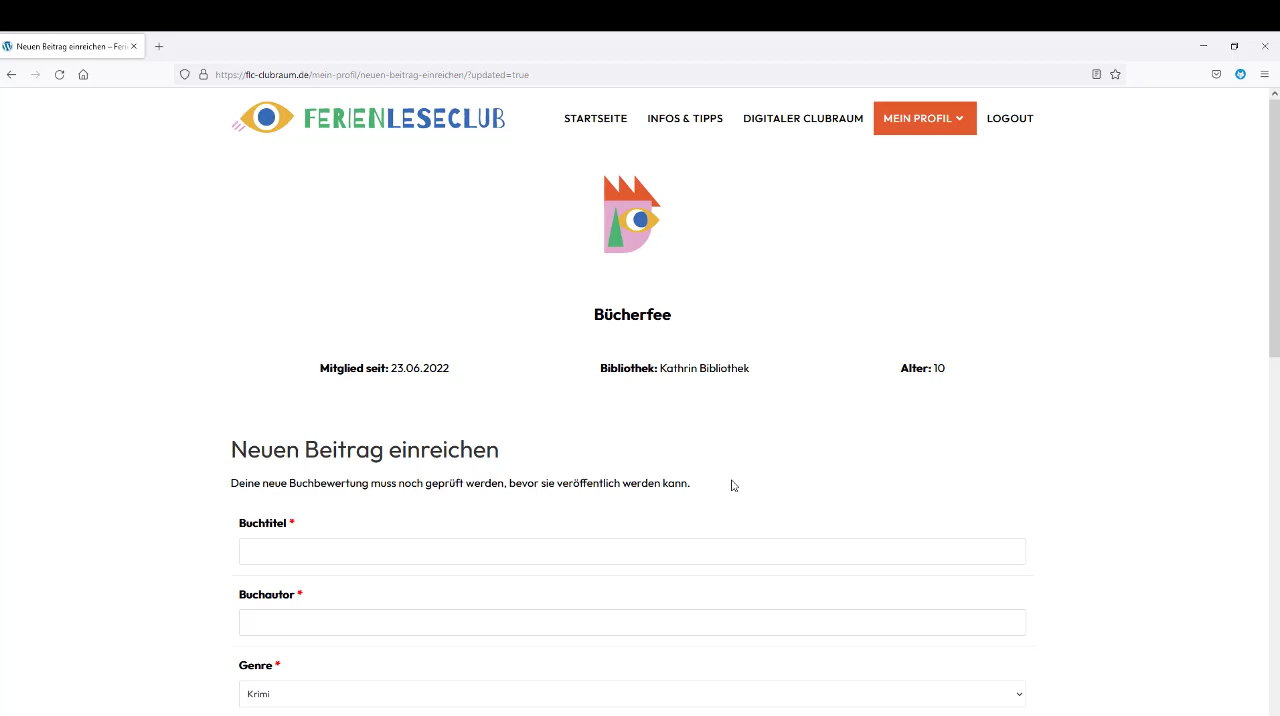 Neuen Beitrag einreichen – Feri
https://flc-clubraum.de/mein-profil/neuen-beitrag-einreichen/?updated=true
FERIENLESECLUB
STARTSEITE INFOS & TIPPS DIGITALER CLUBRAUM MEIN PROFIL LOGOUT
Bücherfee
Mitglied seit: 23.06.2022 Bibliothek: Kathrin Bibliothek Alter: 10
Neuen Beitrag einreichen
Deine neue Buchbewertung muss noch geprüft werden, bevor sie veröffentlich werden kann.
Buchtitel *
Buchautor *
Genre *
Krimi